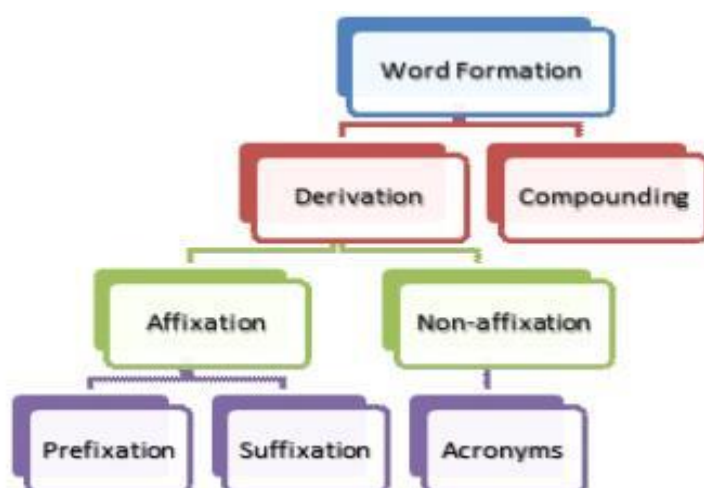 Word Formation
Derivation
Compounding
Affixation
Non-affixation
Prefixation
Suffixation
Acronyms